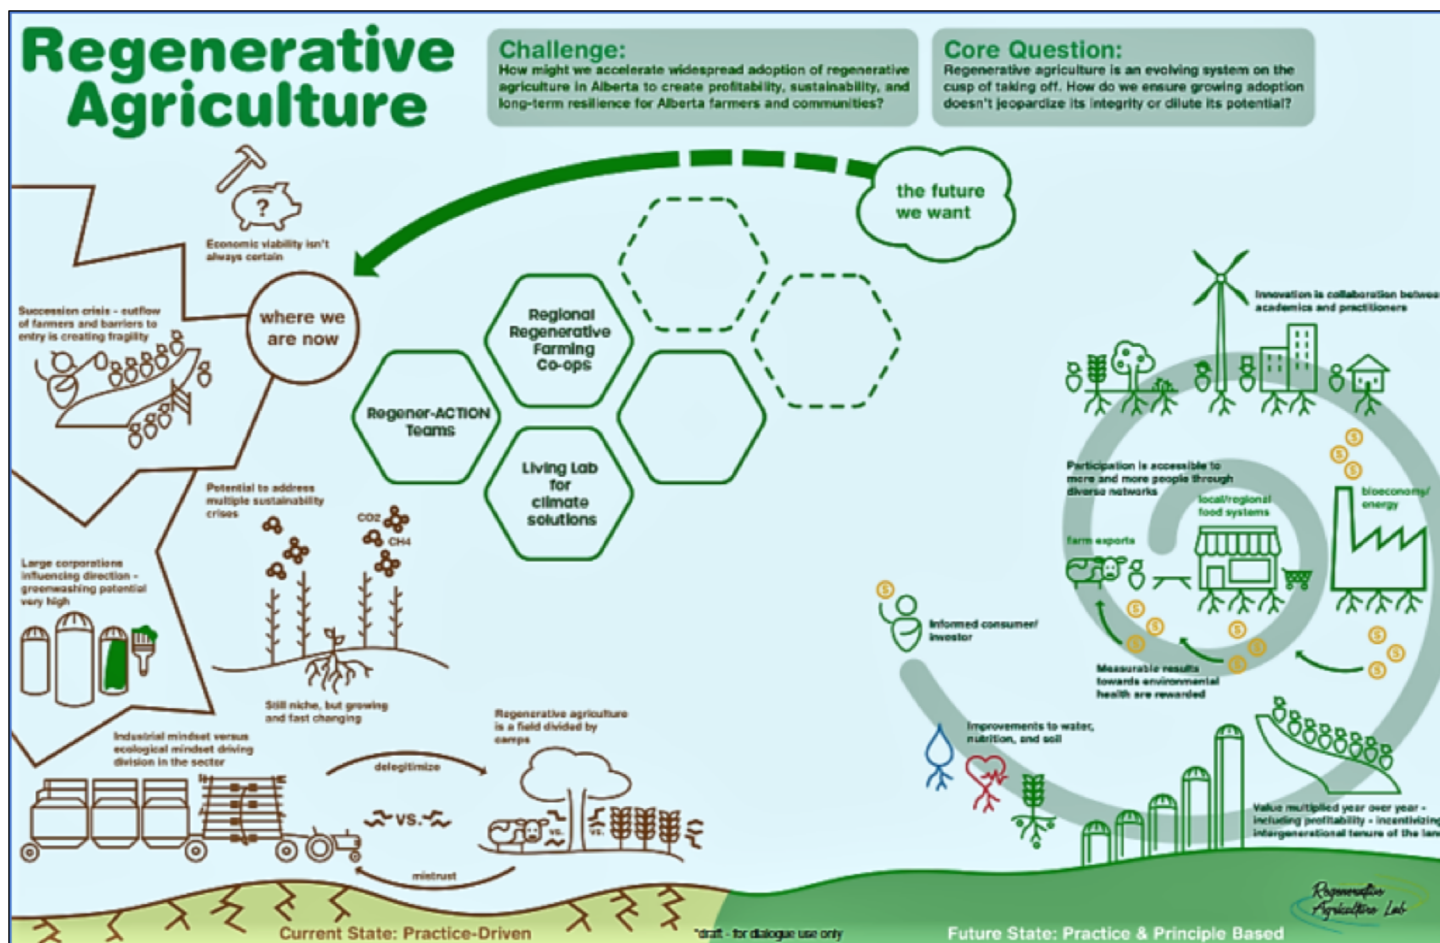 Regenerative
Agriculture
Challenge:
How might we accelerate widespread adoption of regenerative
agriculture in Alberta to create profitability, sustainability, and
long-term resilience for Alberta farmers and communities?
Core Question:
Regenerative agriculture is an evolving system on the
cusp of taking off. How do we ensure growing adoption
doesn't jeopardize its integrity or dilute its potential?
the future
we want
?
Economic viability isn't
always certain
where we
are now
Succession crisis - outflow
of farmers and barriers to
entry is creating fragility
Regional
Regenerative
Farming
Co-ops
Regener-ACTION
Teams
Living Lab
for
climate
solutions
Potential to address
multiple sustainability
crises
CO2
CH4
Large corporations
influencing direction -
greenwashing potential
very high
Still niche, but growing
and fast changing
Industrial mindset versus
ecological mindset driving
division in the sector
delegitimize
VS.
mistrust
Regenerative agriculture
is a field divided by
camps
vs.
vs.
Innovation is collaboration betwee
academics and practitioners
Participation is accessible to
more and more people through
diverse networks
local/regional
food systems
bioeconomy/
energy
farm exports
$
$
$
$
$
$
$
$
$
$
$
$
$
Informed consumer/
investor
Measurable results
towards environmental
health are rewarded
Improvements to water,
nutrition, and soil
Value multiplied year over year -
including profitability - incentivizing
intergenerational tenure of the lan
Current State: Practice-Driven
*draft - for dialogue use only
Future State: Practice & Principle Based
Regenerative
Agriculture Lab